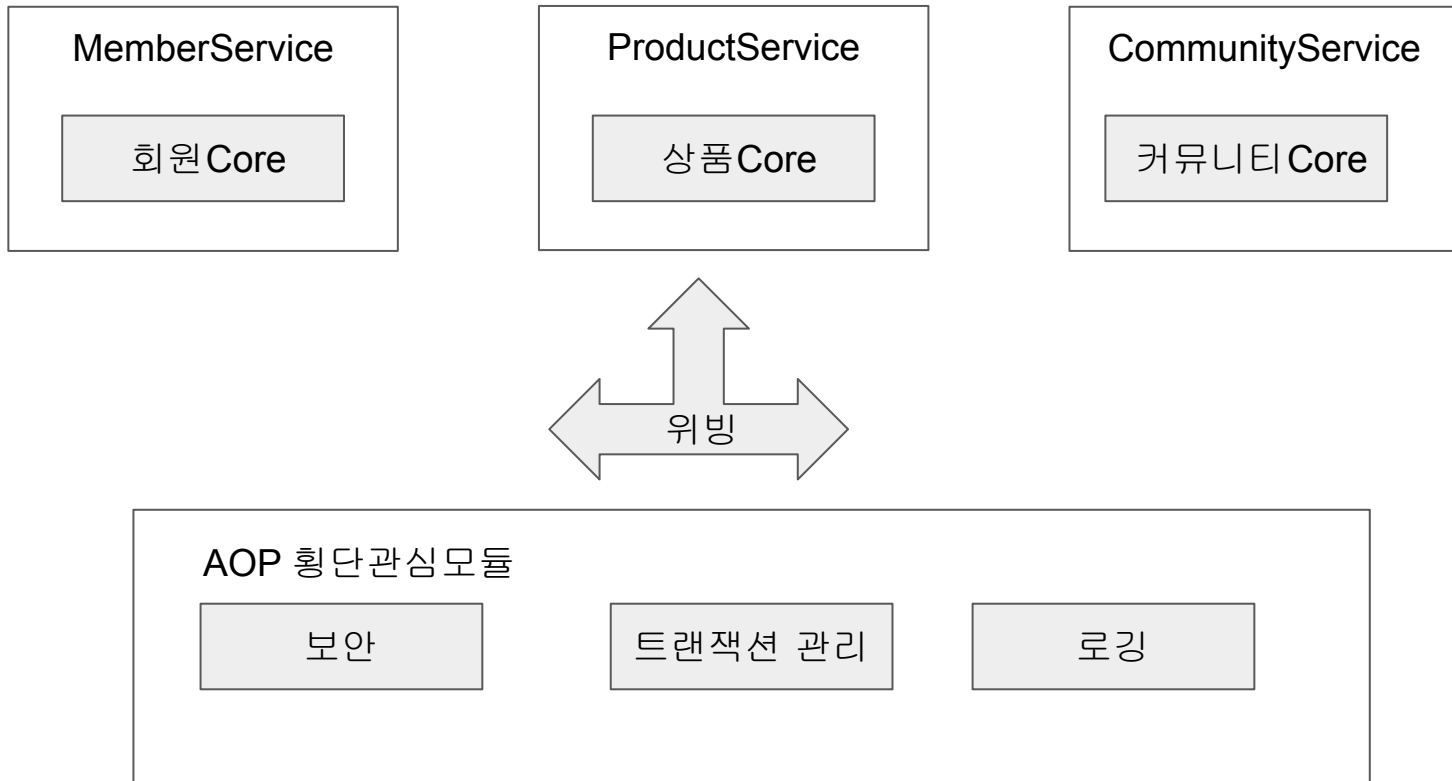 MemberService
ProductService
CommunityService
회원Core
상품Core
커뮤니티Core
위빙
AOP 횡단관심모듈
보안
트랜잭션 관리
로깅